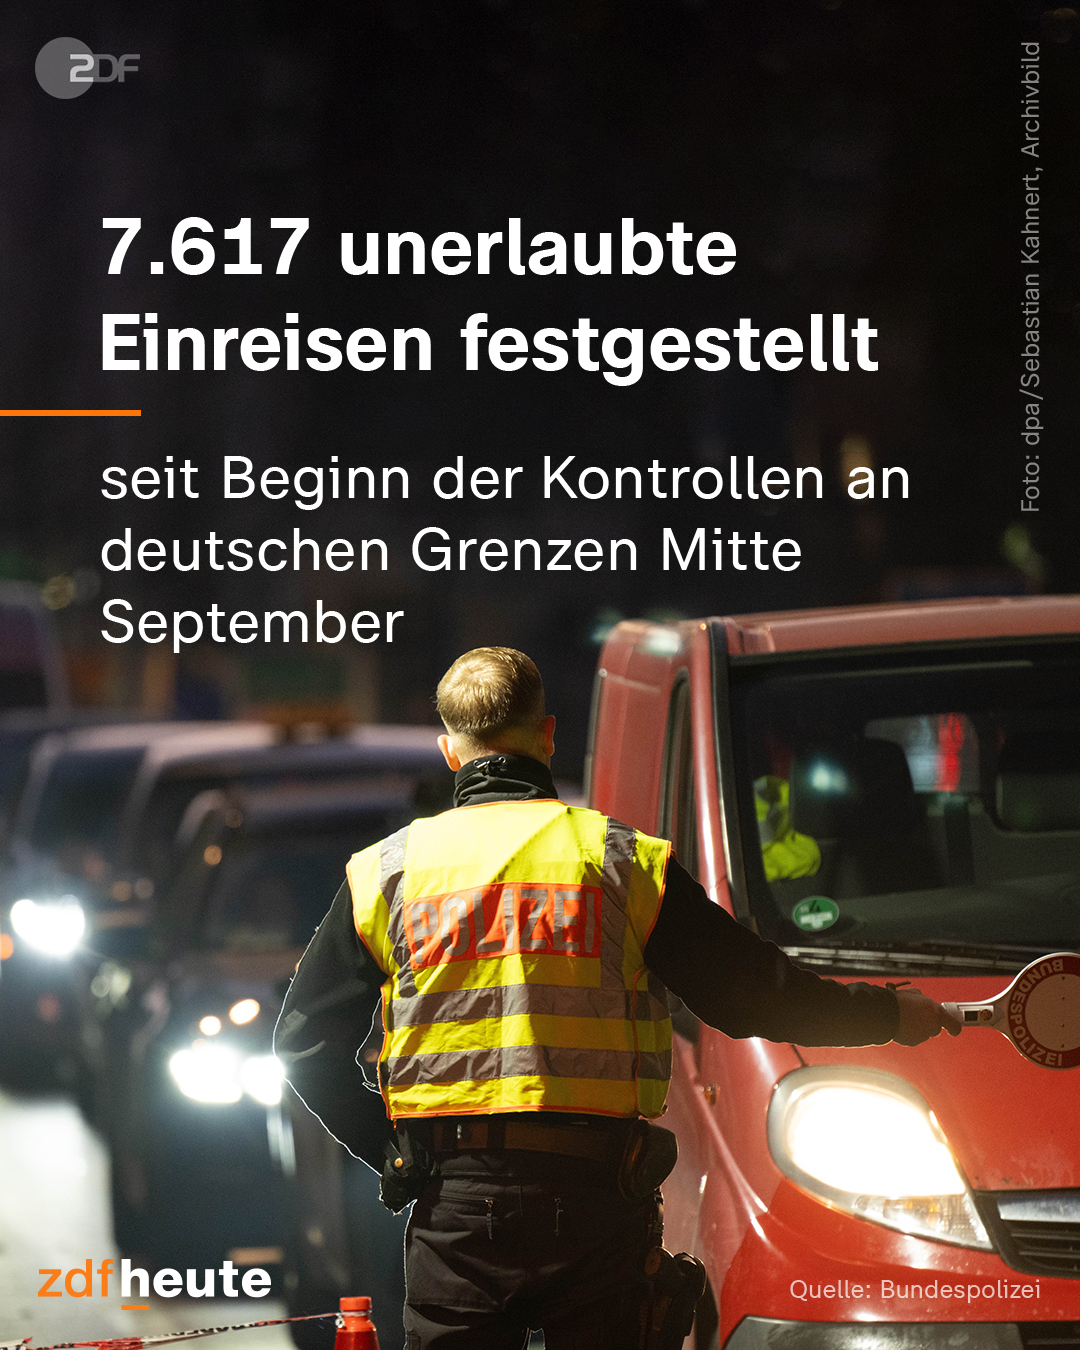 ZDF
Foto: dpa/Sebastian Kahnert, Archivbild
7.617 unerlaubte
Einreisen festgestellt
seit Beginn der Kontrollen an
deutschen Grenzen Mitte
September
POLIZEI
BUNDESPOLIZEI
zdfheute
Quelle: Bundespolizei